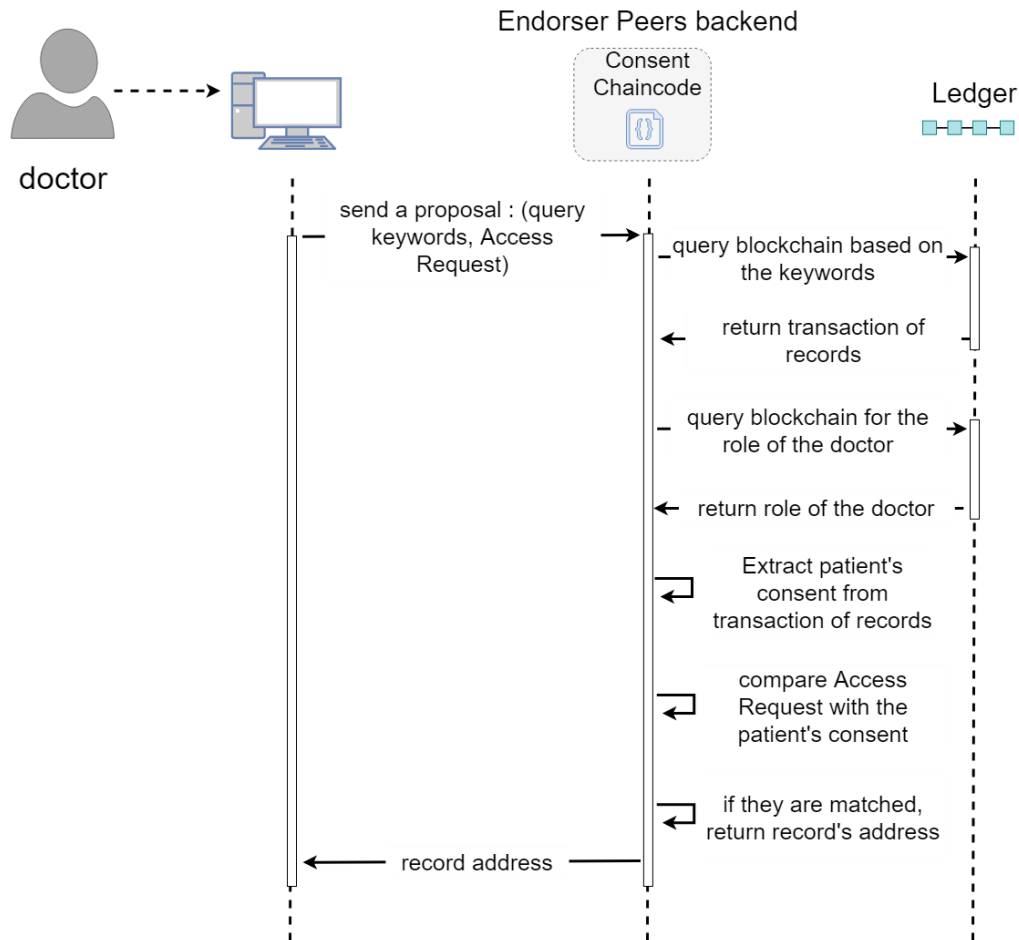 Endorser Peers backend
Consent
Chaincode
{}
Ledger
doctor
send a proposal : (query
keywords, Access
Request)
query blockchain based on
the keywords
return transaction of
records
query blockchain for the
role of the doctor
return role of the doctor
Extract patient's
consent from
transaction of records
compare Access
Request with the
patient's consent
if they are matched,
return record's address
record address